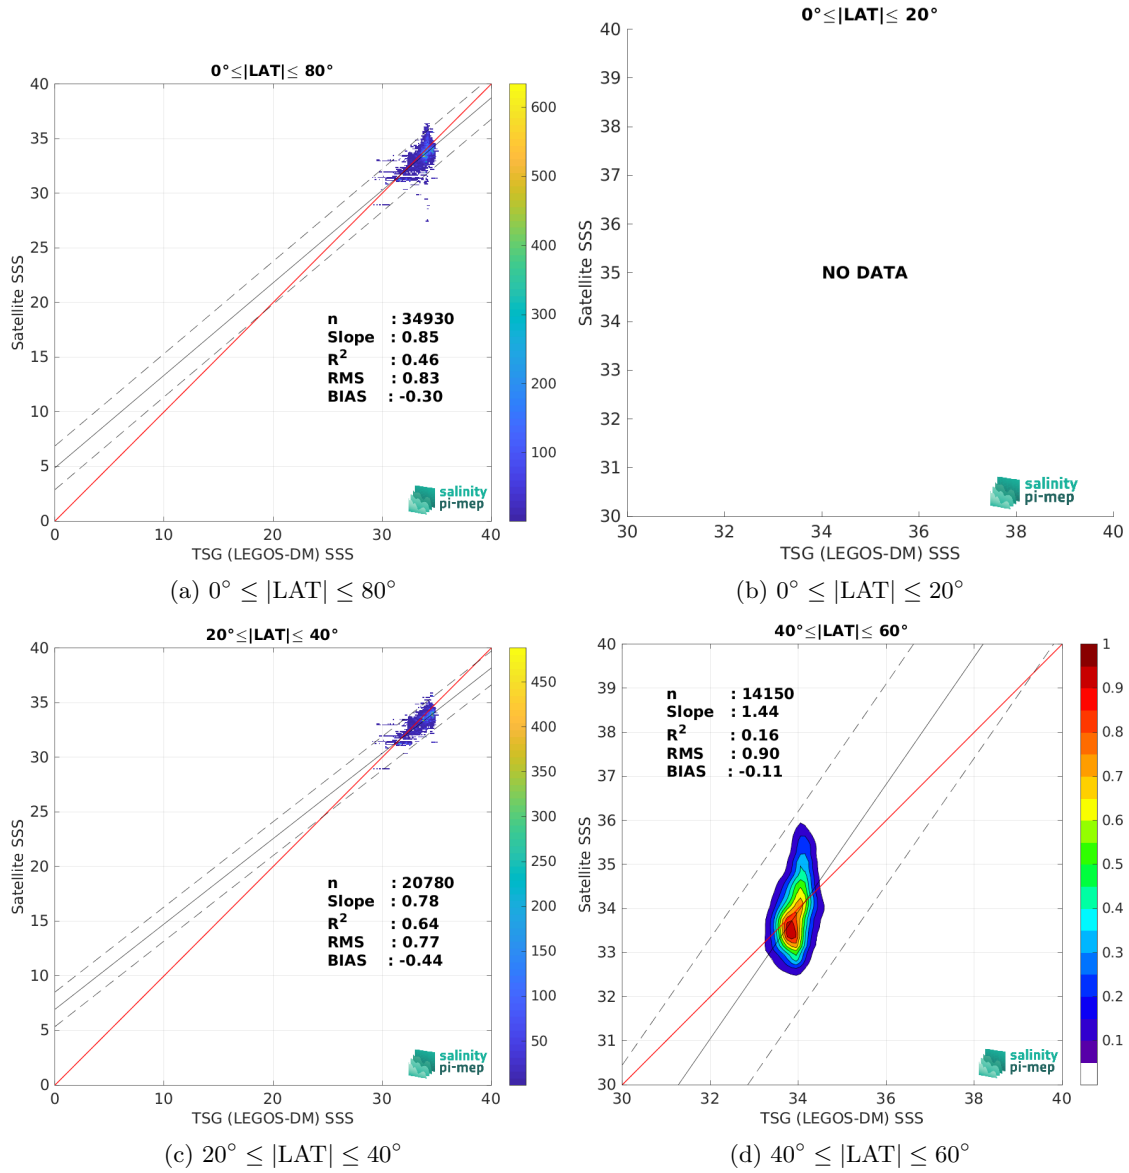 0°≤|LAT|≤ 80°
40
35
30
25
20
15
10
5
0
Satellite SSS
n : 34930
Slope : 0.85
R² : 0.46
RMS : 0.83
BIAS : -0.30
salinity
pi-mep
0 10 20 30 40
TSG (LEGOS-DM) SSS
600
500
400
300
200
100
(a) 0° ≤ |LAT| ≤ 80°
0°≤|LAT|≤ 20°
40
39
38
37
36
35
34
33
32
31
30
Satellite SSS
NO DATA
salinity
pi-mep
30 32 34 36 38 40
TSG (LEGOS-DM) SSS
(b) 0° ≤ |LAT| ≤ 20°
20°≤|LAT|≤ 40°
40
35
30
25
20
15
10
5
0
Satellite SSS
n : 20780
Slope : 0.78
R² : 0.64
RMS : 0.77
BIAS : -0.44
salinity
pi-mep
0 10 20 30 40
TSG (LEGOS-DM) SSS
450
400
350
300
250
200
150
100
50
0
(c) 20° ≤ |LAT| ≤ 40°
40°≤|LAT|≤ 60°
40
39
38
37
36
35
34
33
32
31
30
Satellite SSS
n : 14150
Slope : 1.44
R² : 0.16
RMS : 0.90
BIAS : -0.11
salinity
pi-mep
30 32 34 36 38 40
TSG (LEGOS-DM) SSS
1
0.9
0.8
0.7
0.6
0.5
0.4
0.3
0.2
0.1
(d) 40° ≤ |LAT| ≤ 60°